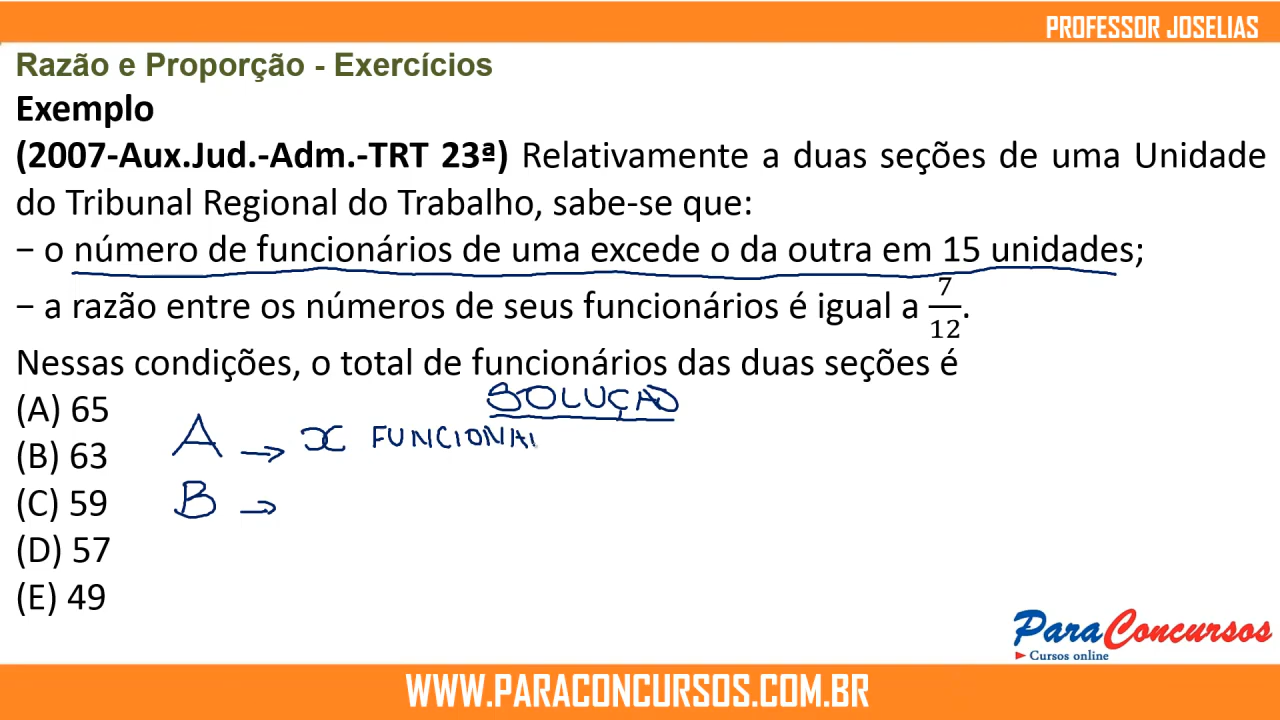 PROFESSOR JOSELIAS
Razão e Proporção - Exercícios
Exemplo
(2007-Aux.Jud.-Adm.-TRT 23ª) Relativamente a duas seções de uma Unidade
do Tribunal Regional do Trabalho, sabe-se que:
− o número de funcionários de uma excede o da outra em 15 unidades;
− a razão entre os números de seus funcionários é igual a 7/12.
Nessas condições, o total de funcionários das duas seções é
SOLUÇÃO
(A) 65
A → x FUNCIONAR
(B) 63
(C) 59
B →
(D) 57
(E) 49
ParaConcursos
Cursos online
WWW.PARACONCURSOS.COM.BR